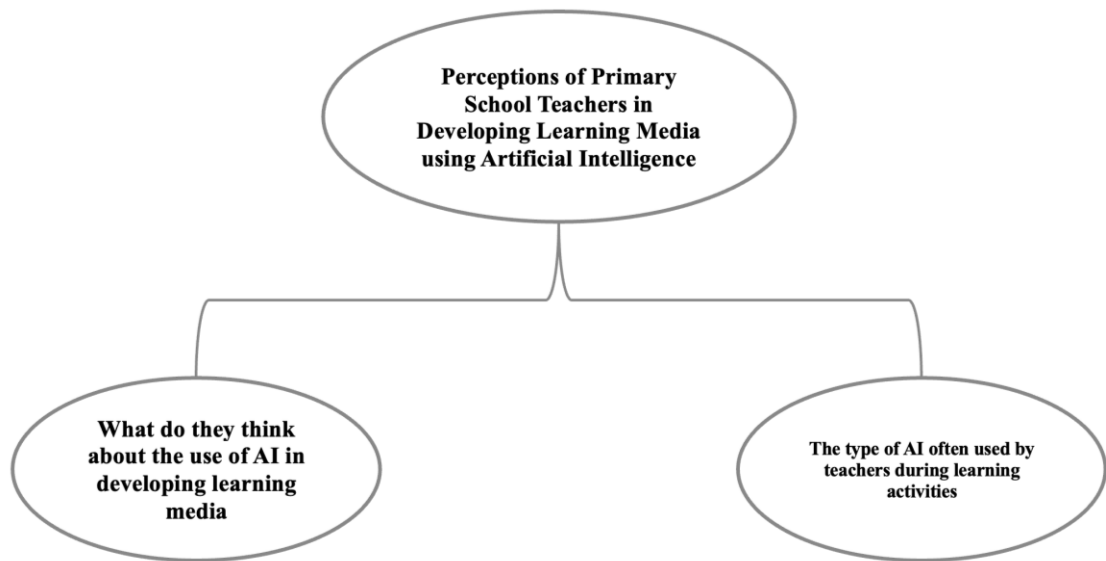 Perceptions of Primary
School Teachers in
Developing Learning Media
using Artificial Intelligence
What do they think
about the use of AI in
developing learning
media
The type of AI often used by
teachers during learning
activities